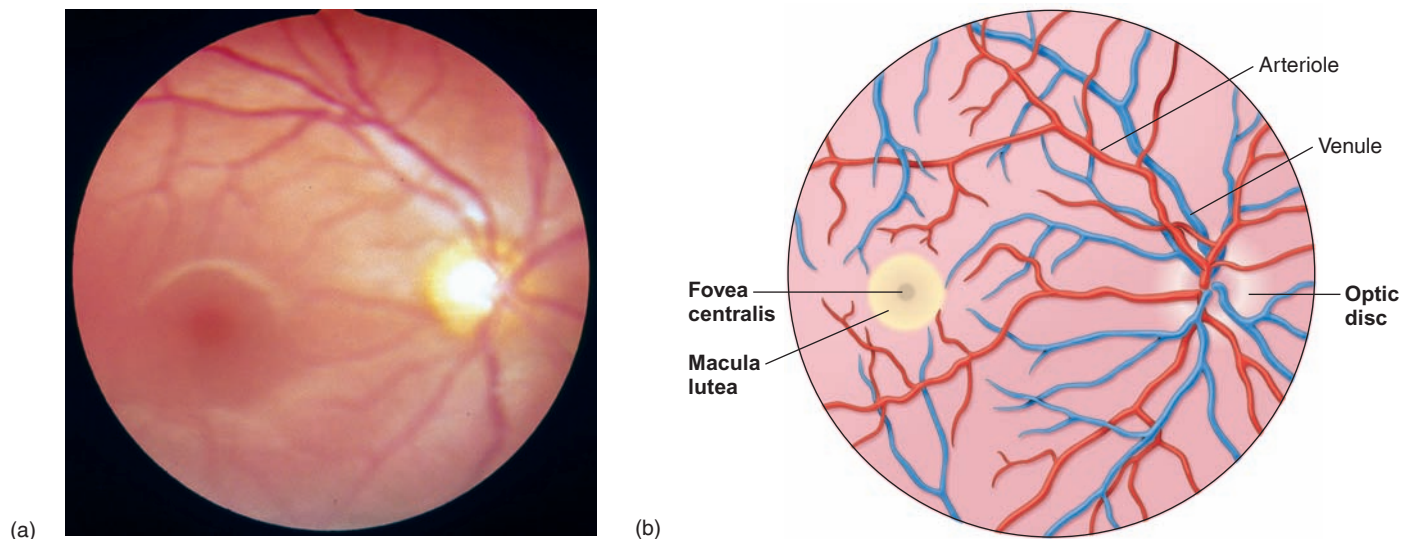 Arteriole
Venule
Fovea
centralis
Macula
lutea
Optic
disc
(a)
(b)